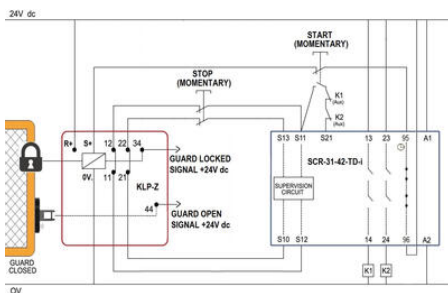 24V dc
START
(MOMENTARY)
STOP
(MOMENTARY)
K1
(Aux)
K2
(Aux)
R+ S+ 12 22 34
GUARD LOCKED
SIGNAL +24V dc
0V. 11 21
KLP-Z
44
GUARD OPEN
SIGNAL +24V dc
S13 S11 S21 13 23 95 A1
SCR-31-42-TD-i
SUPERVISION
CIRCUIT
S10 S12 14 24 96 A2
K1 K2
GUARD
CLOSED
OV